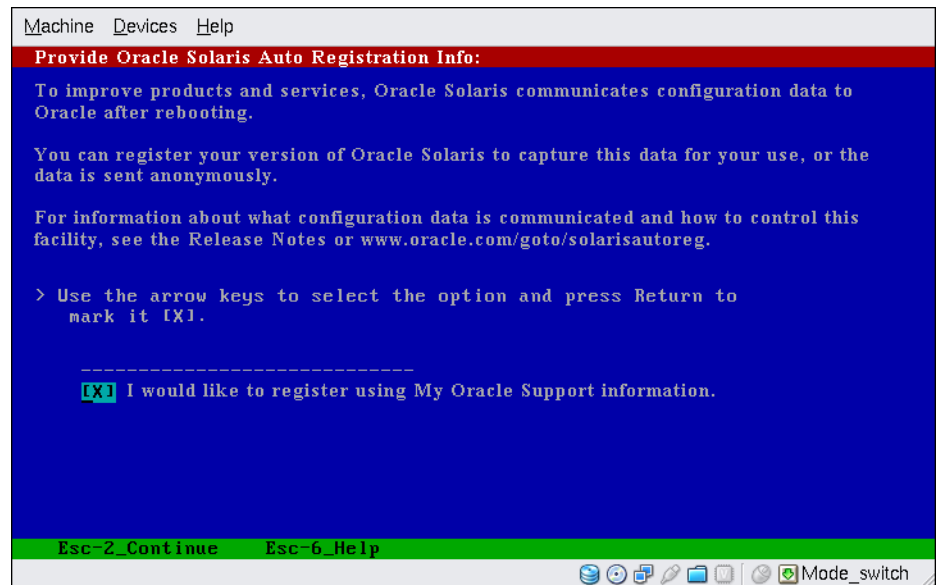 Machine Devices Help
Provide Oracle Solaris Auto Registration Info:
To improve products and services, Oracle Solaris communicates configuration data to
Oracle after rebooting.
You can register your version of Oracle Solaris to capture this data for your use, or the
data is sent anonymously.
For information about what configuration data is communicated and how to control this
facility, see the Release Notes or www.oracle.com/goto/solarisautoreg.
> Use the arrow keys to select the option and press Return to
mark it [X].
____________________________
[X] I would like to register using My Oracle Support information.
Esc-2_Continue Esc-6_Help
Mode_switch